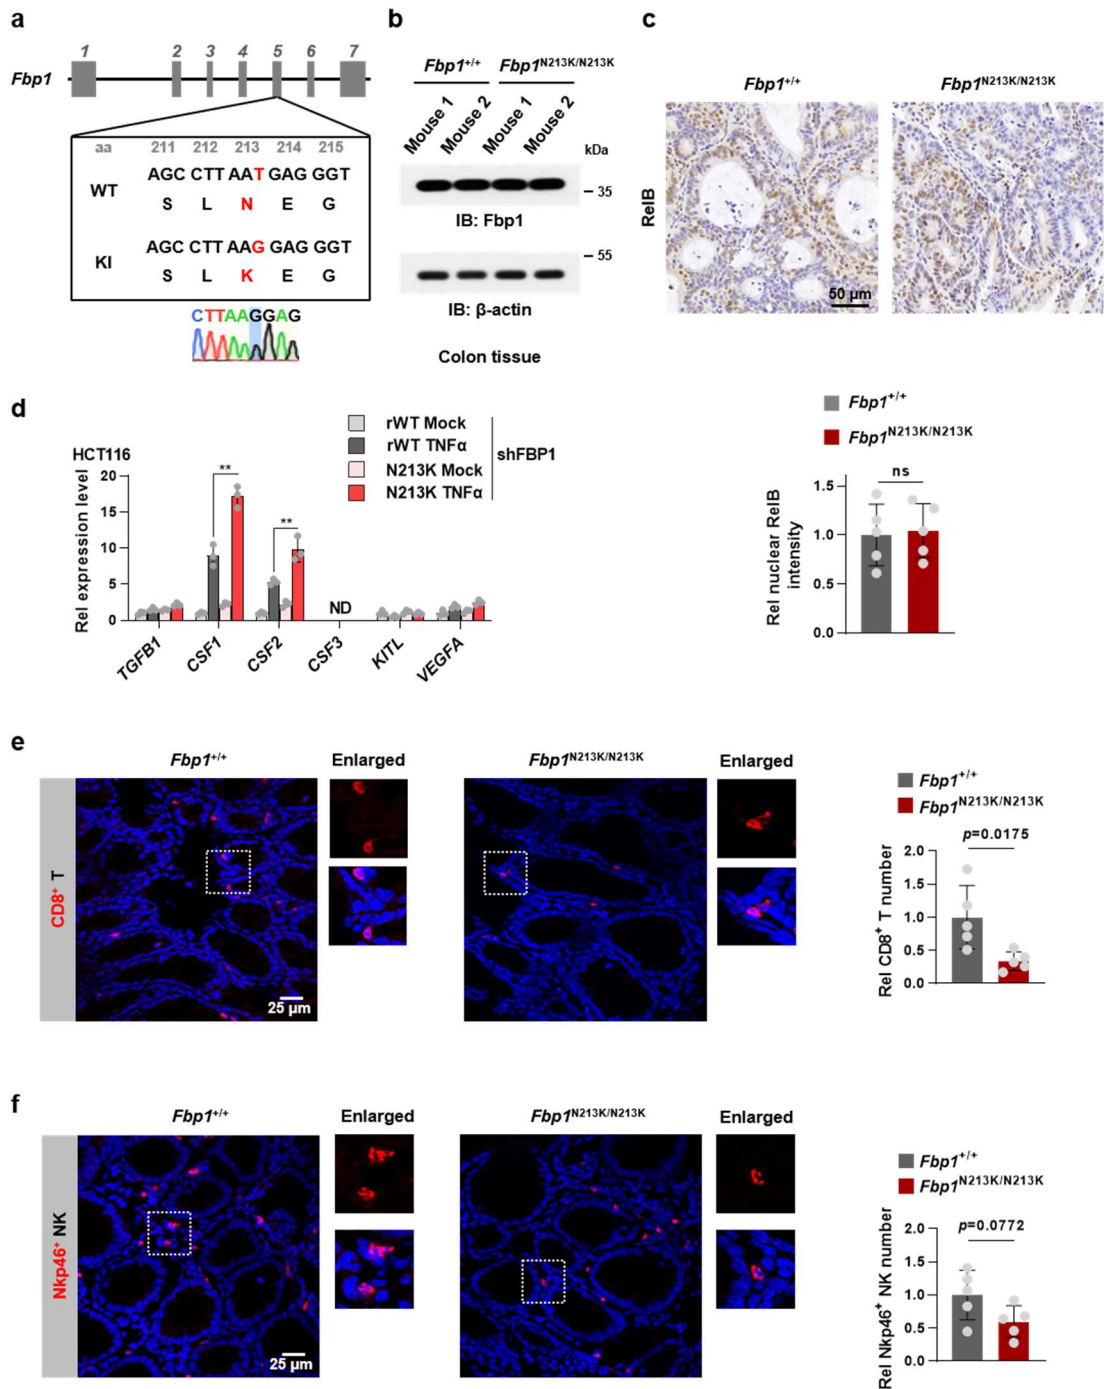 a
1 2 3 4 5 6 7
Fbp1
aa 211 212 213 214 215
WT AGC CTT AAT GAG GGT
S L N E G
KI AGC CTT AAG GAG GGT
S L K E G
CTTAAGGAG
b
Fbp1+/+ Fbp1N213K/N213K
Mouse 1 Mouse 2 Mouse 1 Mouse 2
kDa
35
IB: Fbp1
55
IB: β-actin
Colon tissue
c
Fbp1+/+ Fbp1N213K/N213K
RelB
50 μm
Fbp1+/+
Fbp1N213K/N213K
Rel nuclear RelB
intensity
ns
1.5
1.0
0.5
0.0
d
HCT116
rWT Mock
rWT TNFα
N213K Mock
N213K TNFα
shFBP1
Rel expression level
20
15
10
5
0
** **
ND
TGFB1 CSF1 CSF2 CSF3 KITL VEGFA
e
Fbp1+/+ Enlarged Fbp1N213K/N213K Enlarged
CD8+ T
25 μm
Fbp1+/+
Fbp1N213K/N213K
p=0.0175
Rel CD8+ T number
2.0
1.5
1.0
0.5
0.0
f
Fbp1+/+ Enlarged Fbp1N213K/N213K Enlarged
Nkp46+ NK
25 μm
Fbp1+/+
Fbp1N213K/N213K
p=0.0772
Rel Nkp46+ NK number
2.0
1.5
1.0
0.5
0.0